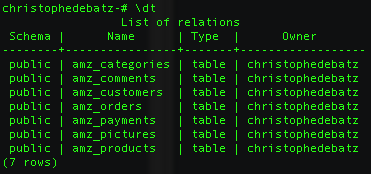 christophedebatz-# \dt
List of relations
Schema | Name | Type | Owner
--------+----------------+-------+-----------------
public | amz_categories | table | christophedebatz
public | amz_comments | table | christophedebatz
public | amz_customers | table | christophedebatz
public | amz_orders | table | christophedebatz
public | amz_payments | table | christophedebatz
public | amz_pictures | table | christophedebatz
public | amz_products | table | christophedebatz
(7 rows)